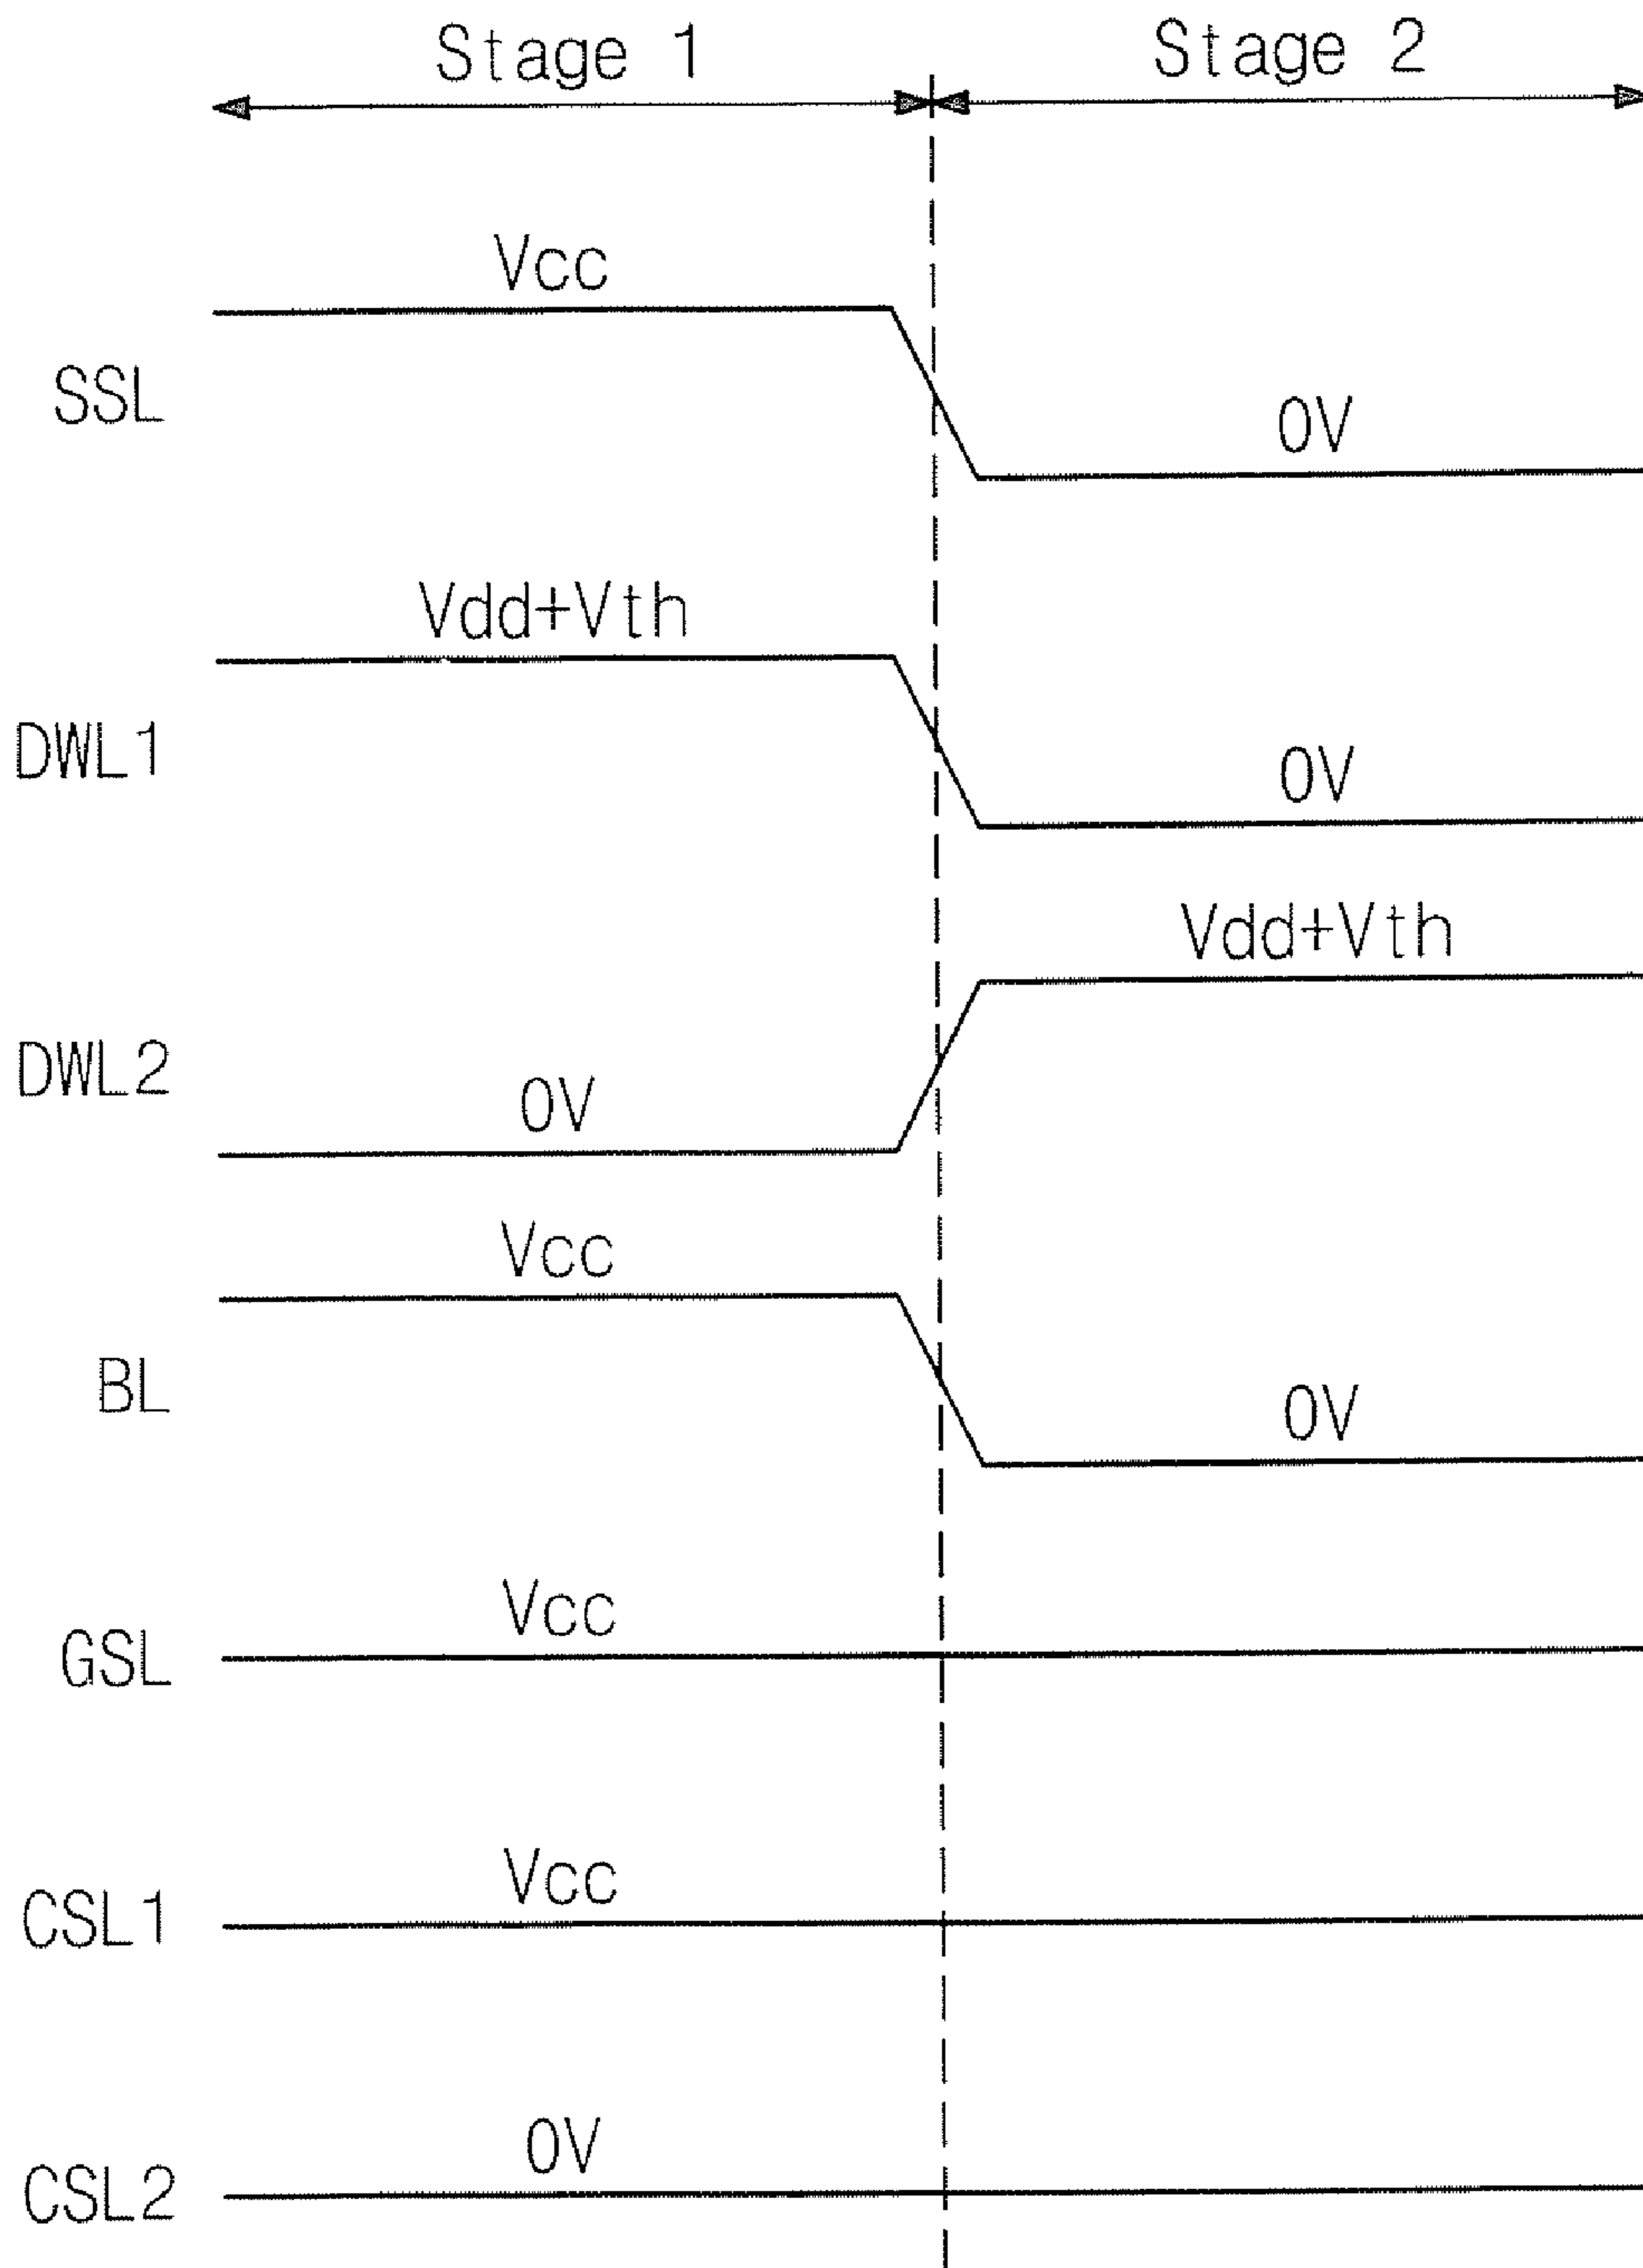 Stage 1
Stage 2
Vcc
SSL
0V
Vdd+Vth
DWL1
0V
Vdd+Vth
DWL2
0V
Vcc
BL
0V
Vcc
GSL
Vcc
CSL1
0V
CSL2